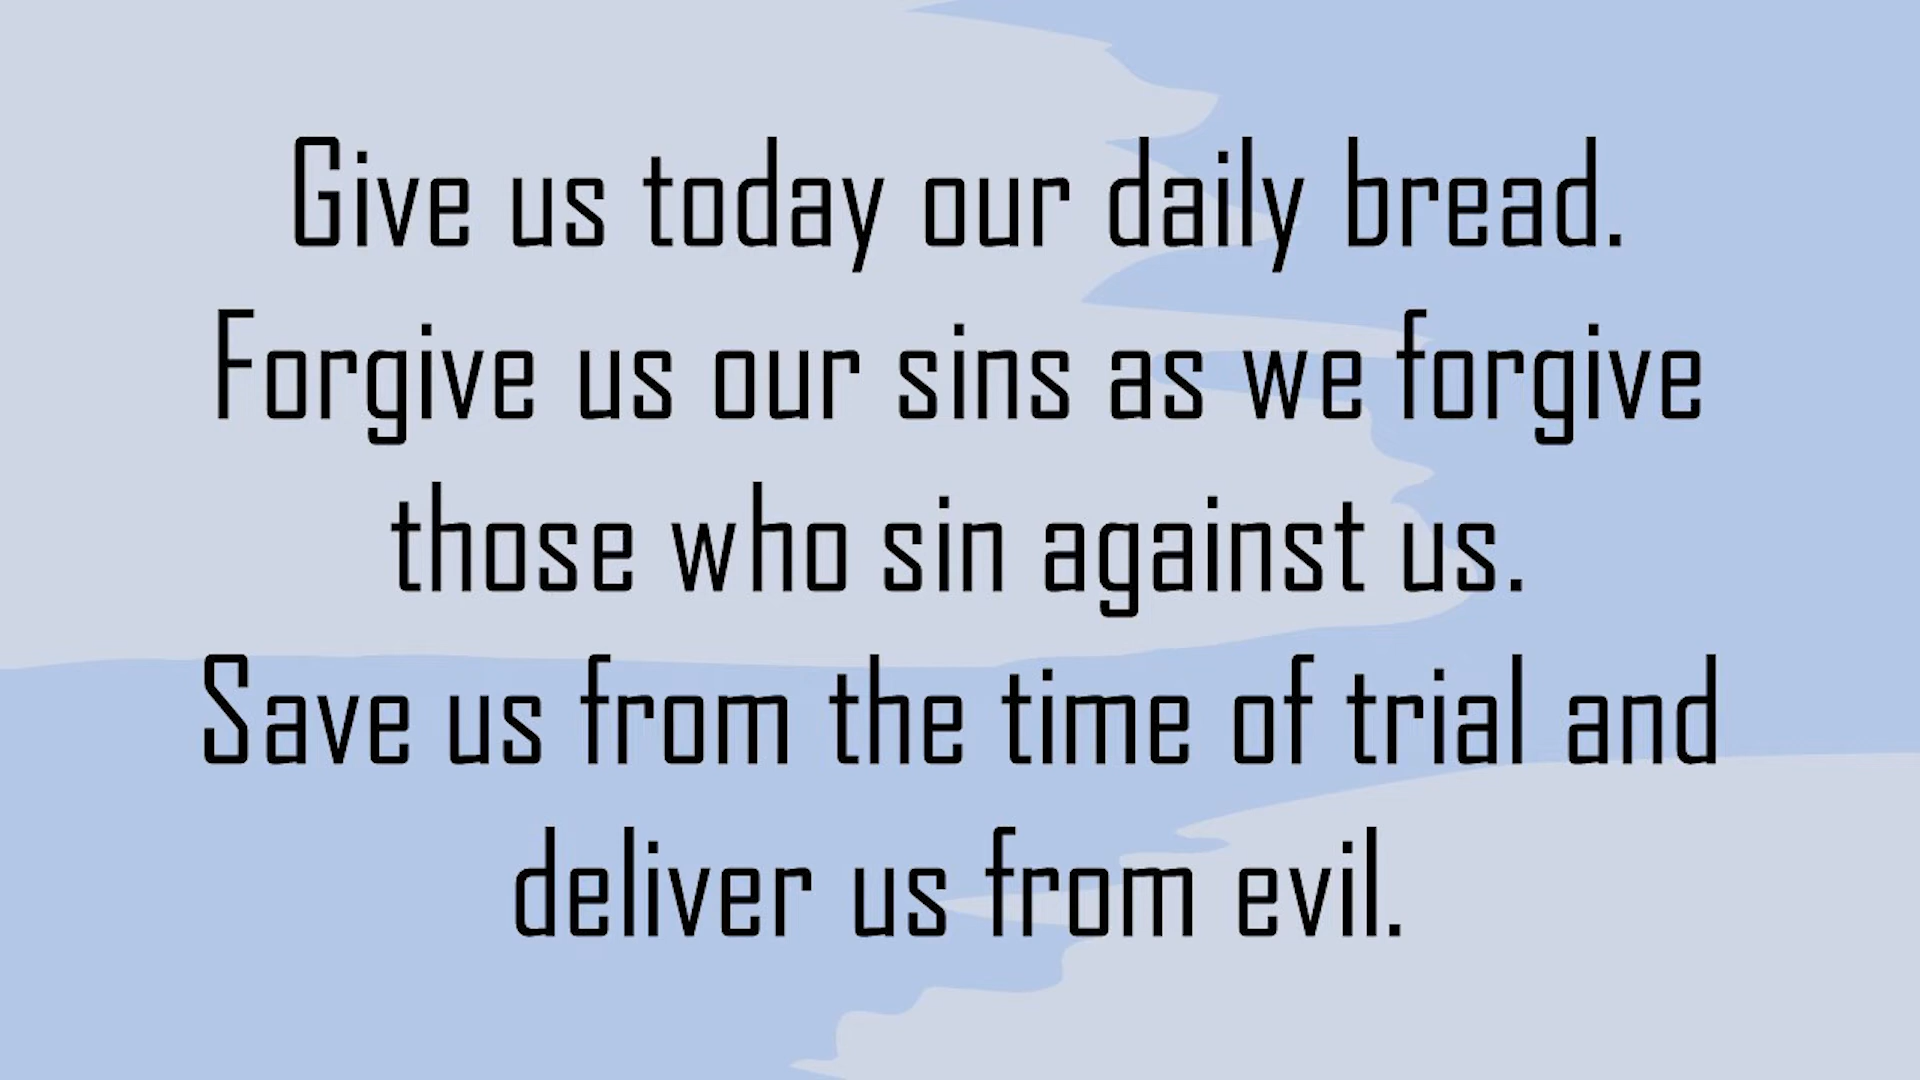 Give us today our daily bread.
Forgive us our sins as we forgive
those who sin against us.
Save us from the time of trial and
deliver us from evil.